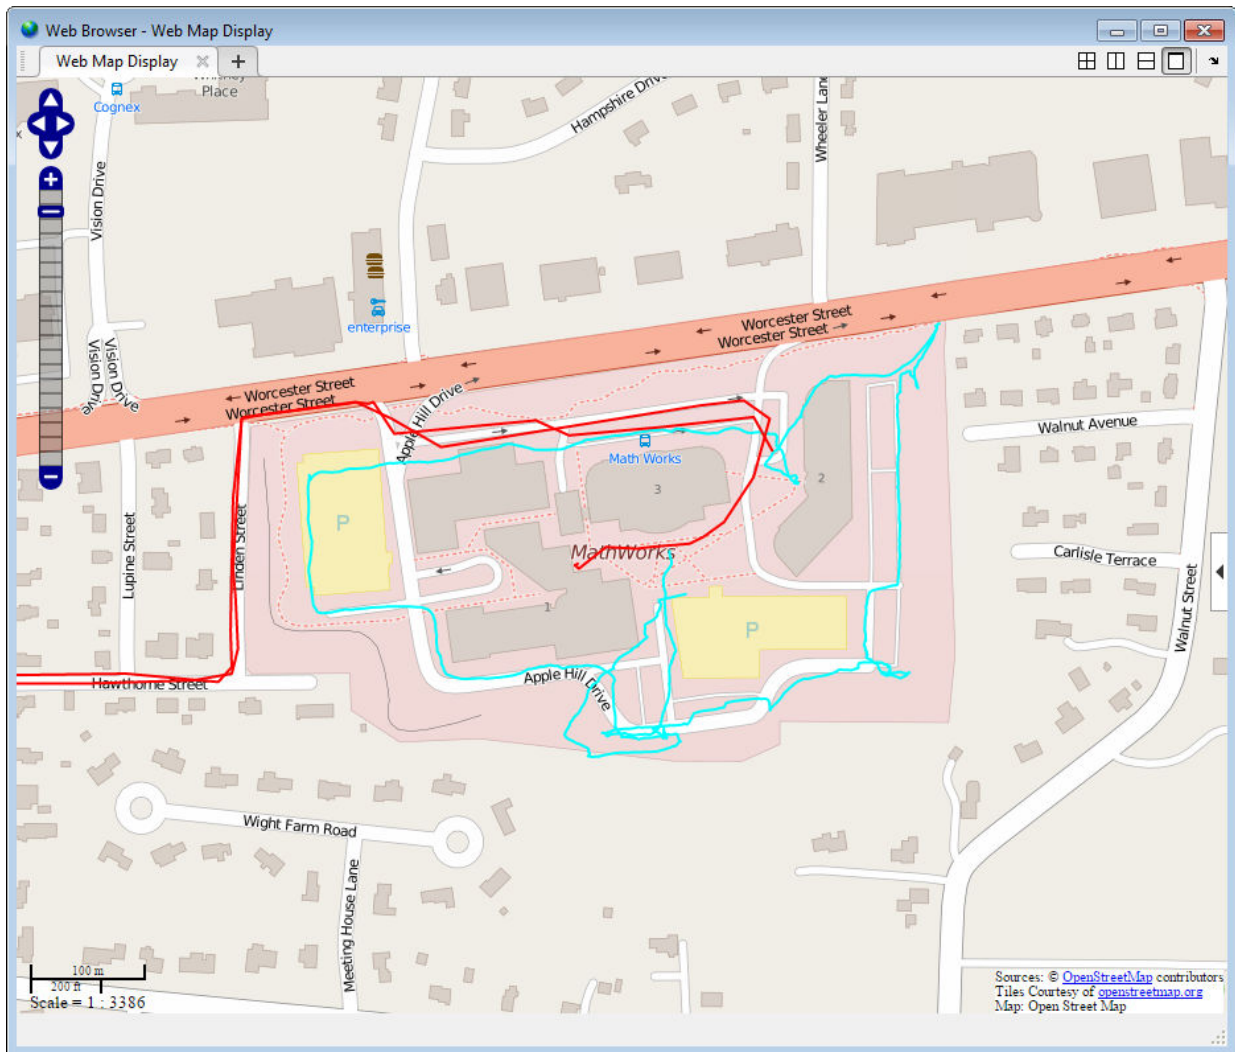 Web Browser - Web Map Display
Web Map Display
Place
Cognex
Hampshire Drive
Wheeler Lane
Vision Drive
enterprise
Vision Drive
Vision Drive
Worcester Street
Worcester Street
Worcester Street
Worcester Street
Apple Hill Drive
Math Works
Walnut Avenue
P
3
2
MathWorks
Carlisle Terrace
Lupine Street
Linden Street
Walnut Street
1
P
Hawthorne Street
Apple Hill Drive
Wight Farm Road
Meeting House Lane
100 m
200 ft
Scale = 1 : 3386
Sources: © OpenStreetMap contributors
Tiles Courtesy of openstreetmap.org
Map: Open Street Map